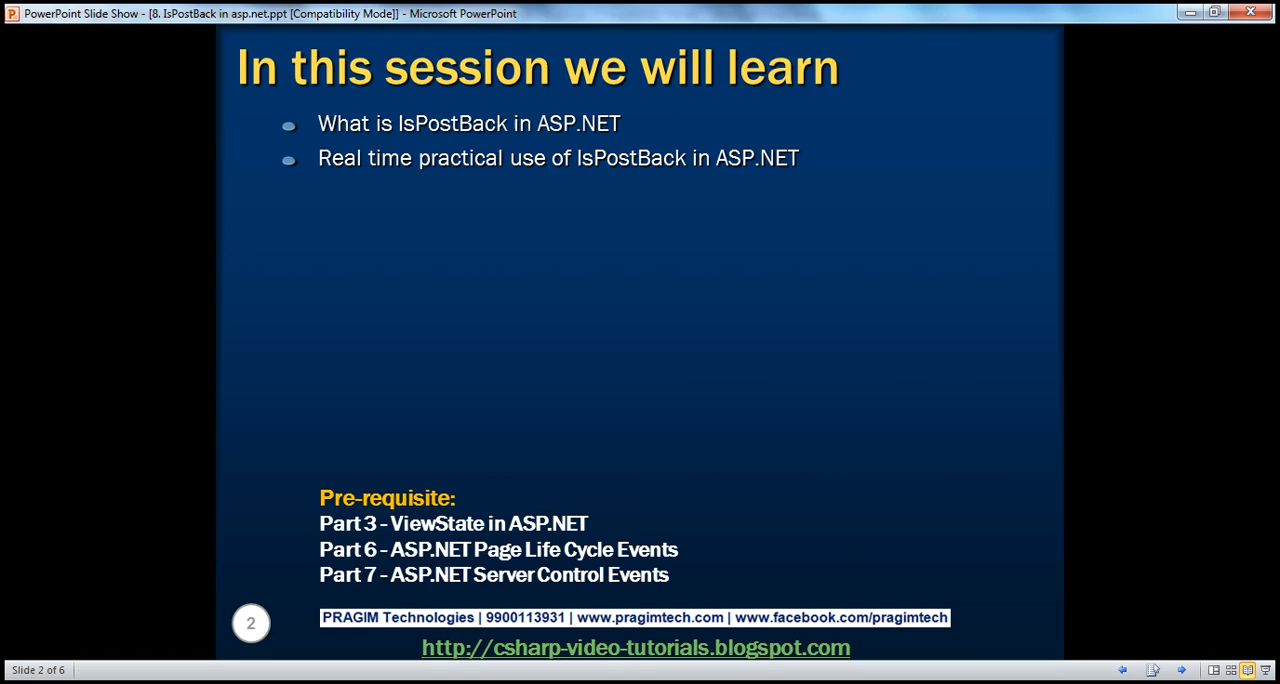 PowerPoint Slide Show - [8. IsPostBack in asp.net.ppt [Compatibility Mode]] - Microsoft PowerPoint
In this session we will learn
What is IsPostBack in ASP.NET
Real time practical use of IsPostBack in ASP.NET
Pre-requisite:
Part 3 - ViewState in ASP.NET
Part 6 - ASP.NET Page Life Cycle Events
Part 7 - ASP.NET Server Control Events
2
PRAGIM Technologies | 9900113931 | www.pragimtech.com | www.facebook.com/pragimtech
http://csharp-video-tutorials.blogspot.com
Slide 2 of 6